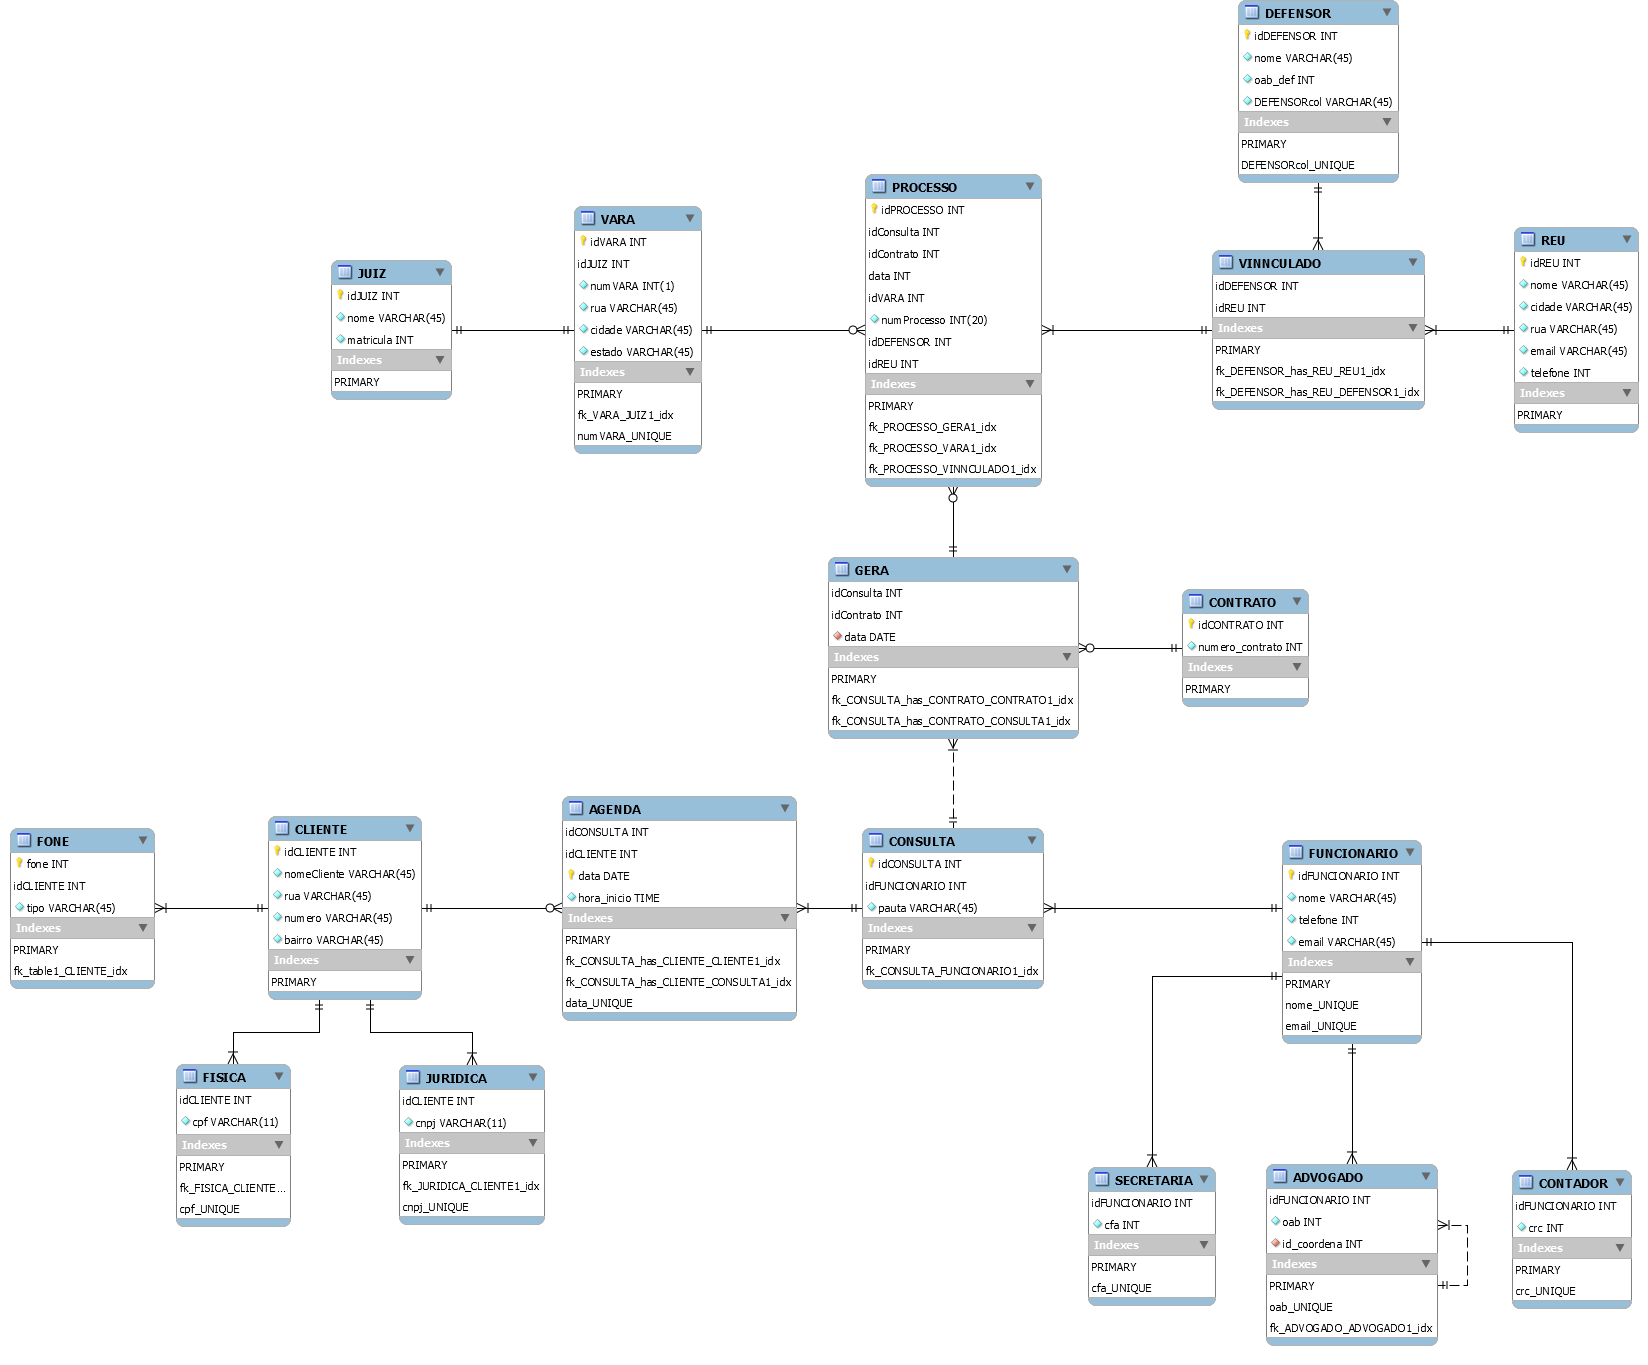 DEFENSOR
idDEFENSOR INT
nome VARCHAR(45)
oab_def INT
DEFENSORcol VARCHAR(45)
Indexes
PRIMARY
DEFENSORcol_UNIQUE
PROCESSO
idPROCESSO INT
idConsulta INT
idContrato INT
data INT
idVARA INT
numProcesso INT(20)
idDEFENSOR INT
idREU INT
Indexes
PRIMARY
fk_PROCESSO_GERA1_idx
fk_PROCESSO_VARA1_idx
fk_PROCESSO_VINNCULADO1_idx
VARA
idVARA INT
idJUIZ INT
numVARA INT(1)
rua VARCHAR(45)
cidade VARCHAR(45)
estado VARCHAR(45)
Indexes
PRIMARY
fk_VARA_JUIZ1_idx
numVARA_UNIQUE
JUIZ
idJUIZ INT
nome VARCHAR(45)
matricula INT
Indexes
PRIMARY
VINNCULADO
idDEFENSOR INT
idREU INT
Indexes
PRIMARY
fk_DEFENSOR_has_REU_REU1_idx
fk_DEFENSOR_has_REU_DEFENSOR1_idx
REU
idREU INT
nome VARCHAR(45)
cidade VARCHAR(45)
rua VARCHAR(45)
email VARCHAR(45)
telefone INT
Indexes
PRIMARY
GERA
idConsulta INT
idContrato INT
data DATE
Indexes
PRIMARY
fk_CONSULTA_has_CONTRATO_CONTRATO1_idx
fk_CONSULTA_has_CONTRATO_CONSULTA1_idx
CONTRATO
idCONTRATO INT
numero_contrato INT
Indexes
PRIMARY
FONE
fone INT
idCLIENTE INT
tipo VARCHAR(45)
Indexes
PRIMARY
fk_table1_CLIENTE_idx
CLIENTE
idCLIENTE INT
nomeCliente VARCHAR(45)
rua VARCHAR(45)
numero VARCHAR(45)
bairro VARCHAR(45)
Indexes
PRIMARY
AGENDA
idCONSULTA INT
idCLIENTE INT
data DATE
hora_inicio TIME
Indexes
PRIMARY
fk_CONSULTA_has_CLIENTE_CLIENTE1_idx
fk_CONSULTA_has_CLIENTE_CONSULTA1_idx
data_UNIQUE
CONSULTA
idCONSULTA INT
idFUNCIONARIO INT
pauta VARCHAR(45)
Indexes
PRIMARY
fk_CONSULTA_FUNCIONARIO1_idx
FUNCIONARIO
idFUNCIONARIO INT
nome VARCHAR(45)
telefone INT
email VARCHAR(45)
Indexes
PRIMARY
nome_UNIQUE
email_UNIQUE
FISICA
idCLIENTE INT
cpf VARCHAR(11)
Indexes
PRIMARY
fk_FISICA_CLIENTE...
cpf_UNIQUE
JURIDICA
idCLIENTE INT
cnpj VARCHAR(11)
Indexes
PRIMARY
fk_JURIDICA_CLIENTE1_idx
cnpj_UNIQUE
SECRETARIA
idFUNCIONARIO INT
cfa INT
Indexes
PRIMARY
cfa_UNIQUE
ADVOGADO
idFUNCIONARIO INT
oab INT
id_coordena INT
Indexes
PRIMARY
oab_UNIQUE
fk_ADVOGADO_ADVOGADO1_idx
CONTADOR
idFUNCIONARIO INT
crc INT
Indexes
PRIMARY
crc_UNIQUE